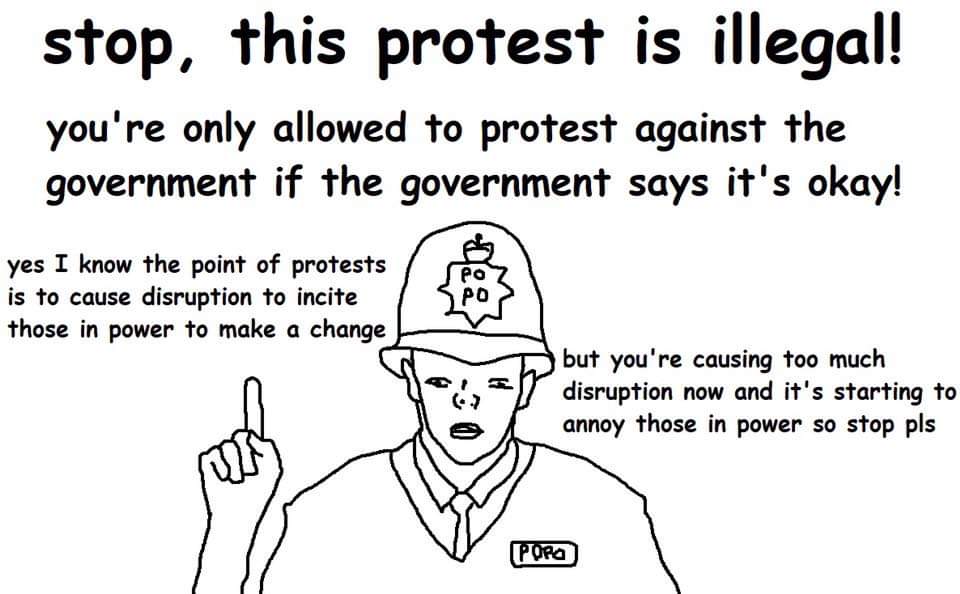 stop, this protest is illegal!
you're only allowed to protest against the
government if the government says it's okay!
yes I know the point of protests
is to cause disruption to incite
those in power to make a change
PO
PO
but you're causing too much
disruption now and it's starting to
annoy those in power so stop pls
POPO